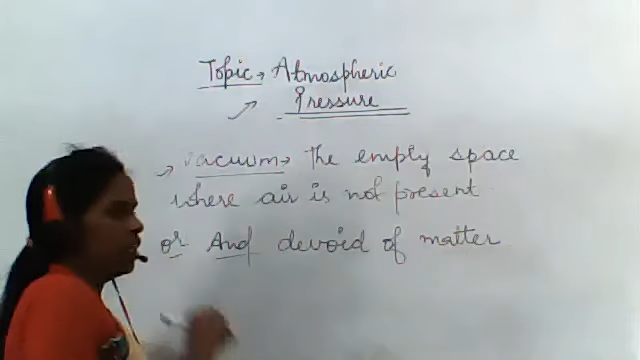 Topic → Atmospheric
→ Pressure
→ Vacuum → The empty space
where air is not present.
or And devoid of matter